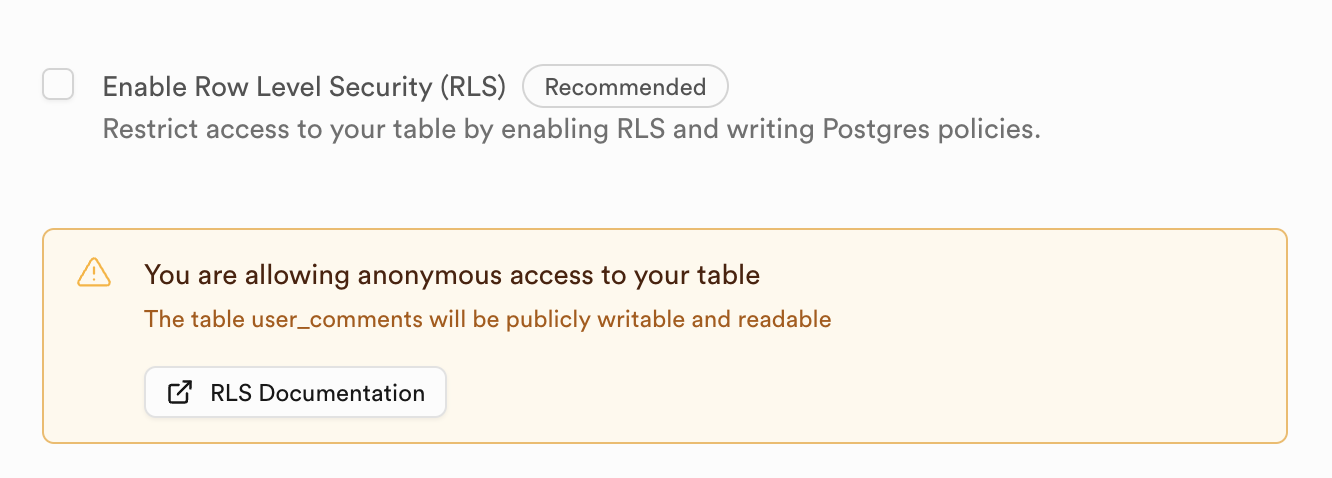 Enable Row Level Security (RLS) Recommended
Restrict access to your table by enabling RLS and writing Postgres policies.
You are allowing anonymous access to your table
The table user_comments will be publicly writable and readable
RLS Documentation